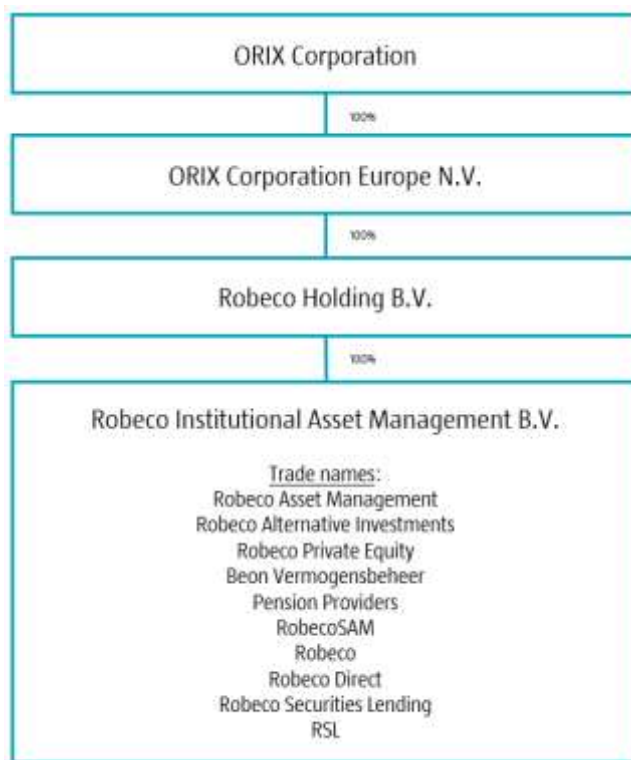 ORIX Corporation
100%
ORIX Corporation Europe N.V.
100%
Robeco Holding B.V.
100%
Robeco Institutional Asset Management B.V.
Trade names:
Robeco Asset Management
Robeco Alternative Investments
Robeco Private Equity
Beon Vermogensbeheer
Pension Providers
RobecoSAM
Robeco
Robeco Direct
Robeco Securities Lending
RSL